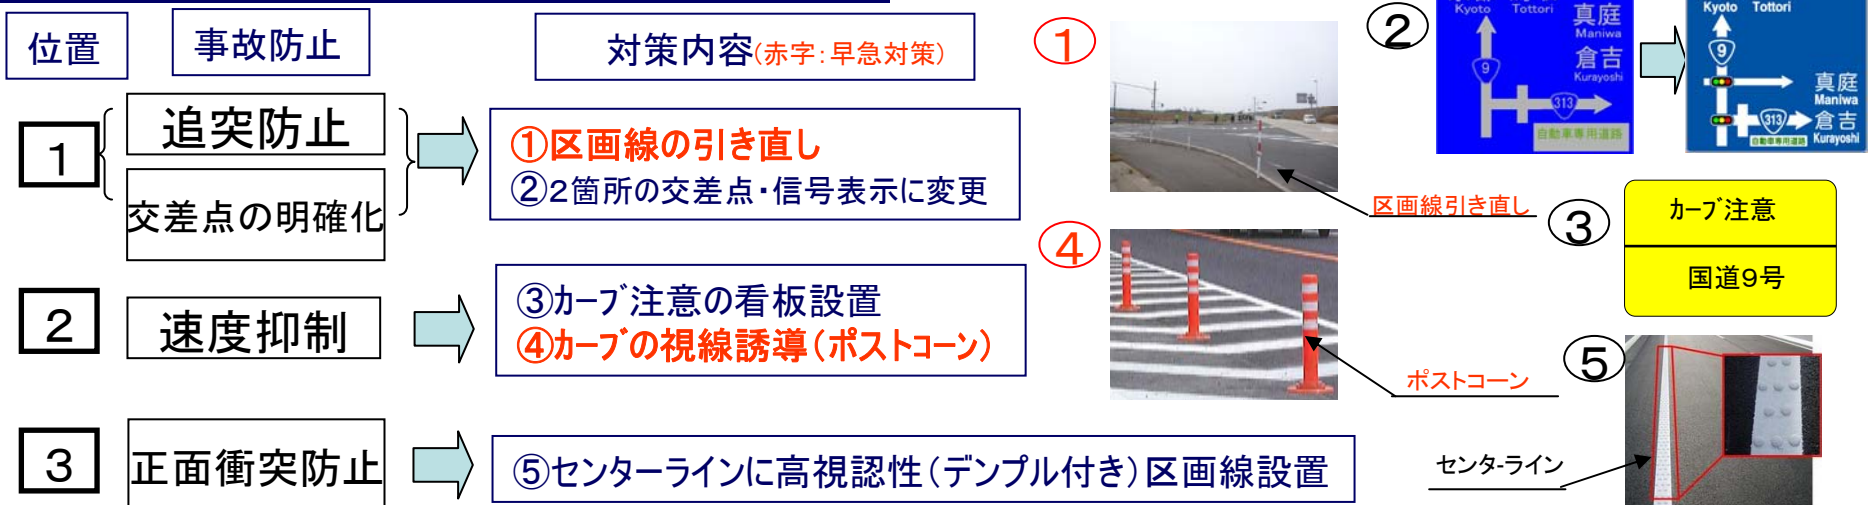 位置
事故防止
対策内容(赤字:早急対策)
1
追突防止
交差点の明確化
①区画線の引き直し
②2箇所の交差点・信号表示に変更
2
速度抑制
③カーブ注意の看板設置
④カーブの視線誘導(ポストコーン)
3
正面衝突防止
⑤センターラインに高視認性(デンプル付き)区画線設置
①
区画線引き直し
④
ポストコーン
②
Kyoto Tottori
真庭
Maniwa
倉吉
Kurayoshi
9
313
自動車専用道路
Kyoto Tottori
9
真庭
Maniwa
313
倉吉
自動車専用道路 Kurayoshi
③
カーブ注意
国道9号
⑤
センタ-ライン